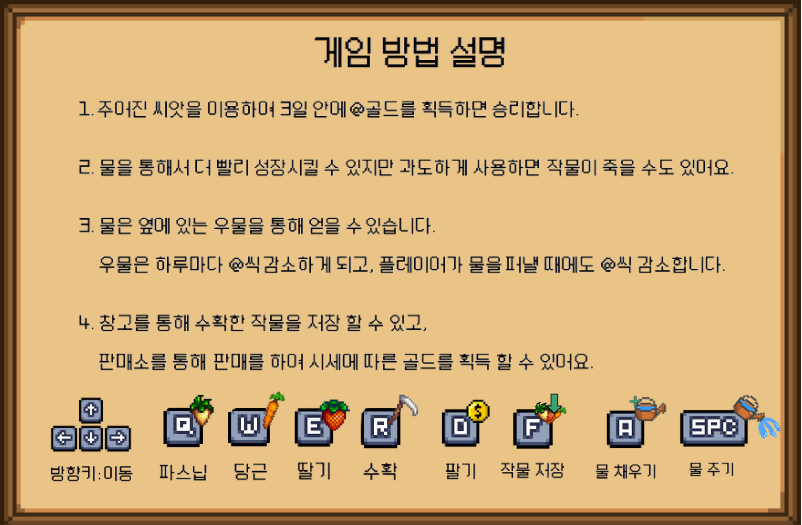 게임 방법 설명
1. 주어진 씨앗을 이용하여 3일 안에 @골드를 획득하면 승리합니다.
2. 물을 통해서 더 빨리 성장시킬 수 있지만 과도하게 사용하면 작물이 죽을 수도 있어요.
3. 물은 옆에 있는 우물을 통해 얻을 수 있습니다.
우물은 하루마다 @씩 감소하게 되고, 플레이어가 물을 퍼낼 때에도 @씩 감소합니다.
4. 창고를 통해 수확한 작물을 저장 할 수 있고,
판매소를 통해 판매를 하여 시세에 따른 골드를 획득 할 수 있어요.
Q W E R D F A SPC
방향키:이동 파스닙 당근 딸기 수확 팔기 작물 저장 물 채우기 물 주기